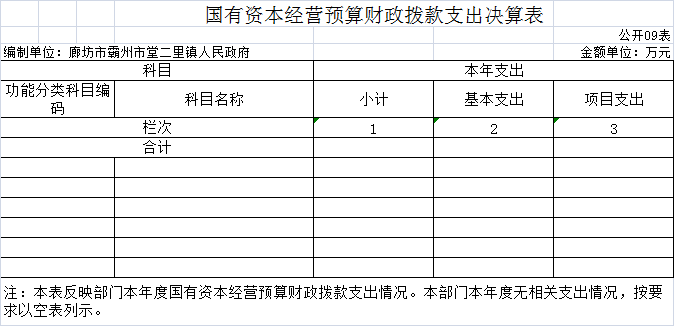 国有资本经营预算财政拨款支出决算表
公开09表
编制单位：廊坊市霸州市堂二里镇人民政府 金额单位：万元
科目 本年支出
功能分类科目编码 科目名称 小计 基本支出 项目支出
栏次 1 2 3
合计
注：本表反映部门本年度国有资本经营预算财政拨款支出情况。本部门本年度无相关支出情况，按要
求以空表列示。